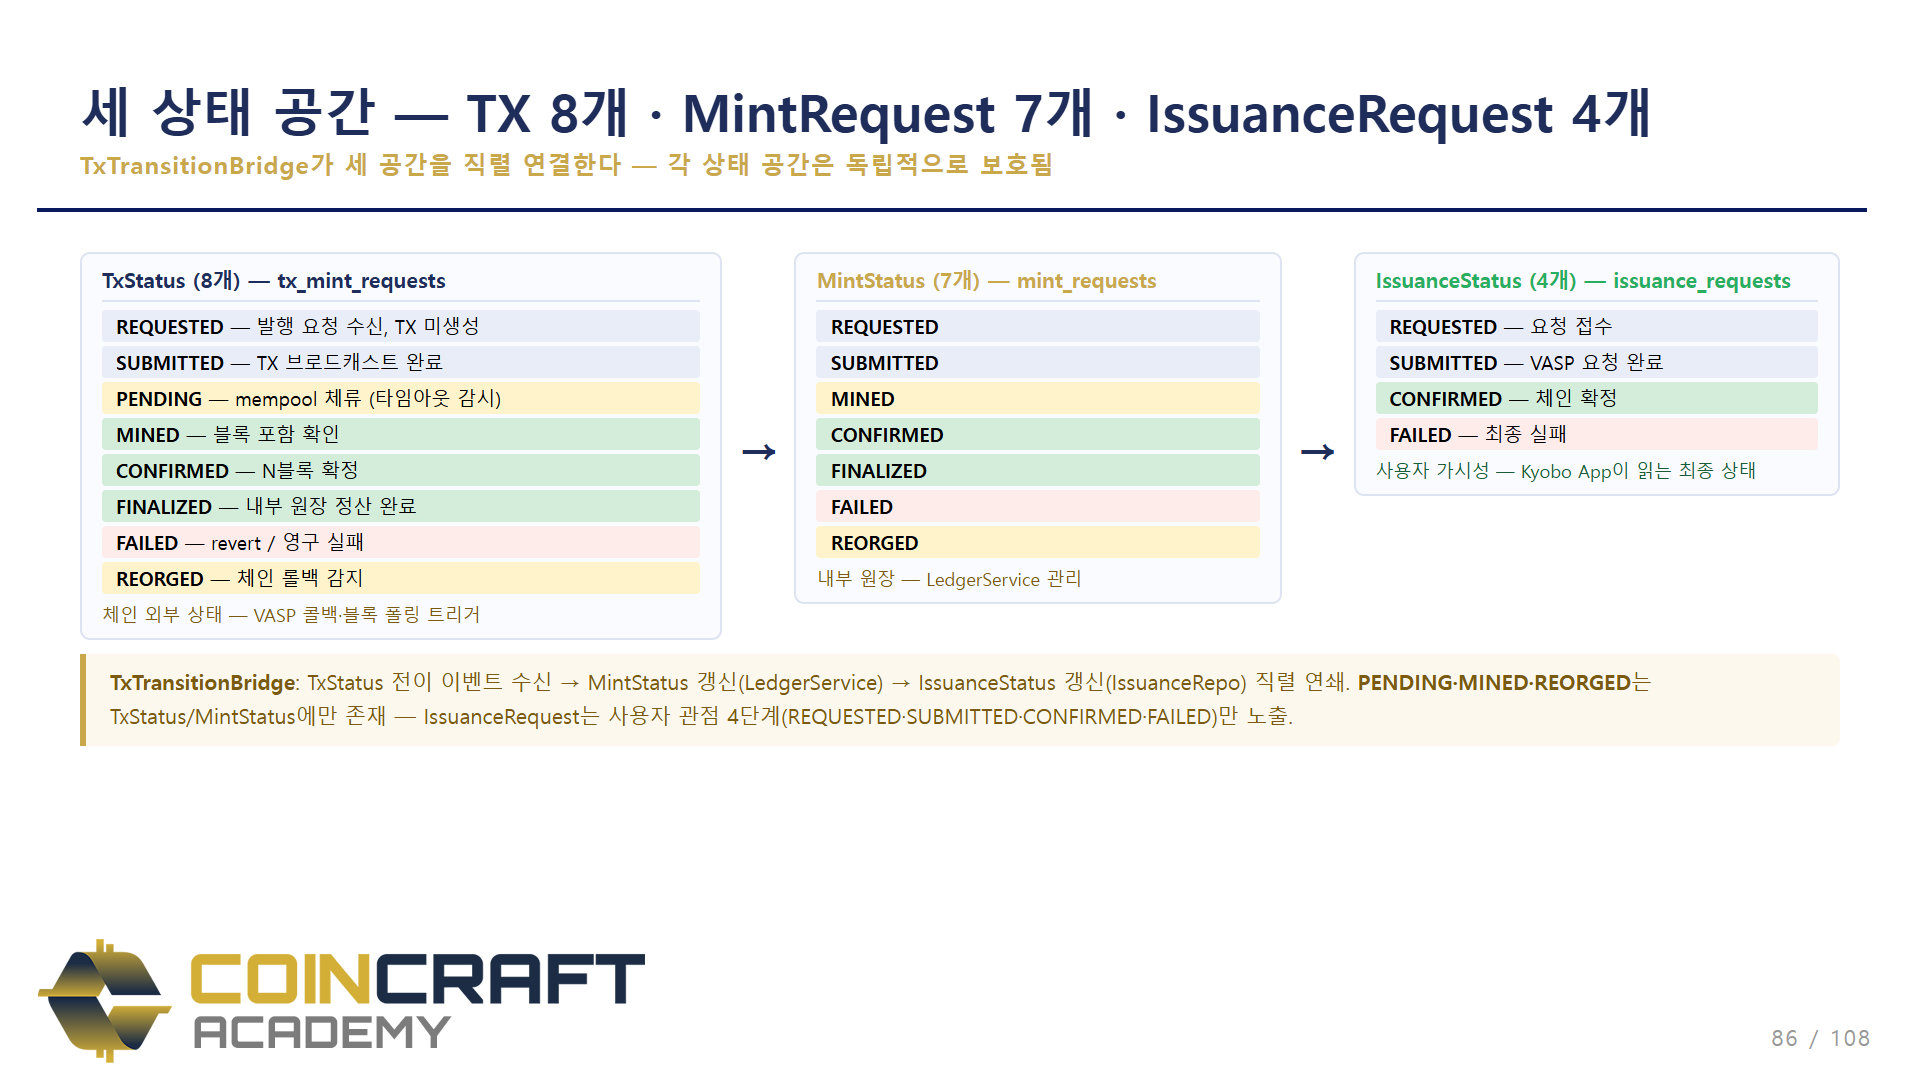 세 상태 공간 — TX 8개 · MintRequest 7개 · IssuanceRequest 4개
TxTransitionBridge가 세 공간을 직렬 연결한다 — 각 상태 공간은 독립적으로 보호됨
TxStatus (8개) — tx_mint_requests
REQUESTED — 발행 요청 수신, TX 미생성
SUBMITTED — TX 브로드캐스트 완료
PENDING — mempool 체류 (타임아웃 감시)
MINED — 블록 포함 확인
CONFIRMED — N블록 확정
FINALIZED — 내부 원장 정산 완료
FAILED — revert / 영구 실패
REORGED — 체인 롤백 감지
체인 외부 상태 — VASP 콜백·블록 폴링 트리거
→
MintStatus (7개) — mint_requests
REQUESTED
SUBMITTED
MINED
CONFIRMED
FINALIZED
FAILED
REORGED
내부 원장 — LedgerService 관리
→
IssuanceStatus (4개) — issuance_requests
REQUESTED — 요청 접수
SUBMITTED — VASP 요청 완료
CONFIRMED — 체인 확정
FAILED — 최종 실패
사용자 가시성 — Kyobo App이 읽는 최종 상태
TxTransitionBridge: TxStatus 전이 이벤트 수신 → MintStatus 갱신(LedgerService) → IssuanceStatus 갱신(IssuanceRepo) 직렬 연쇄. PENDING·MINED·REORGED는
TxStatus/MintStatus에만 존재 — IssuanceRequest는 사용자 관점 4단계(REQUESTED·SUBMITTED·CONFIRMED·FAILED)만 노출.
COINCRAFT
ACADEMY
86 / 108